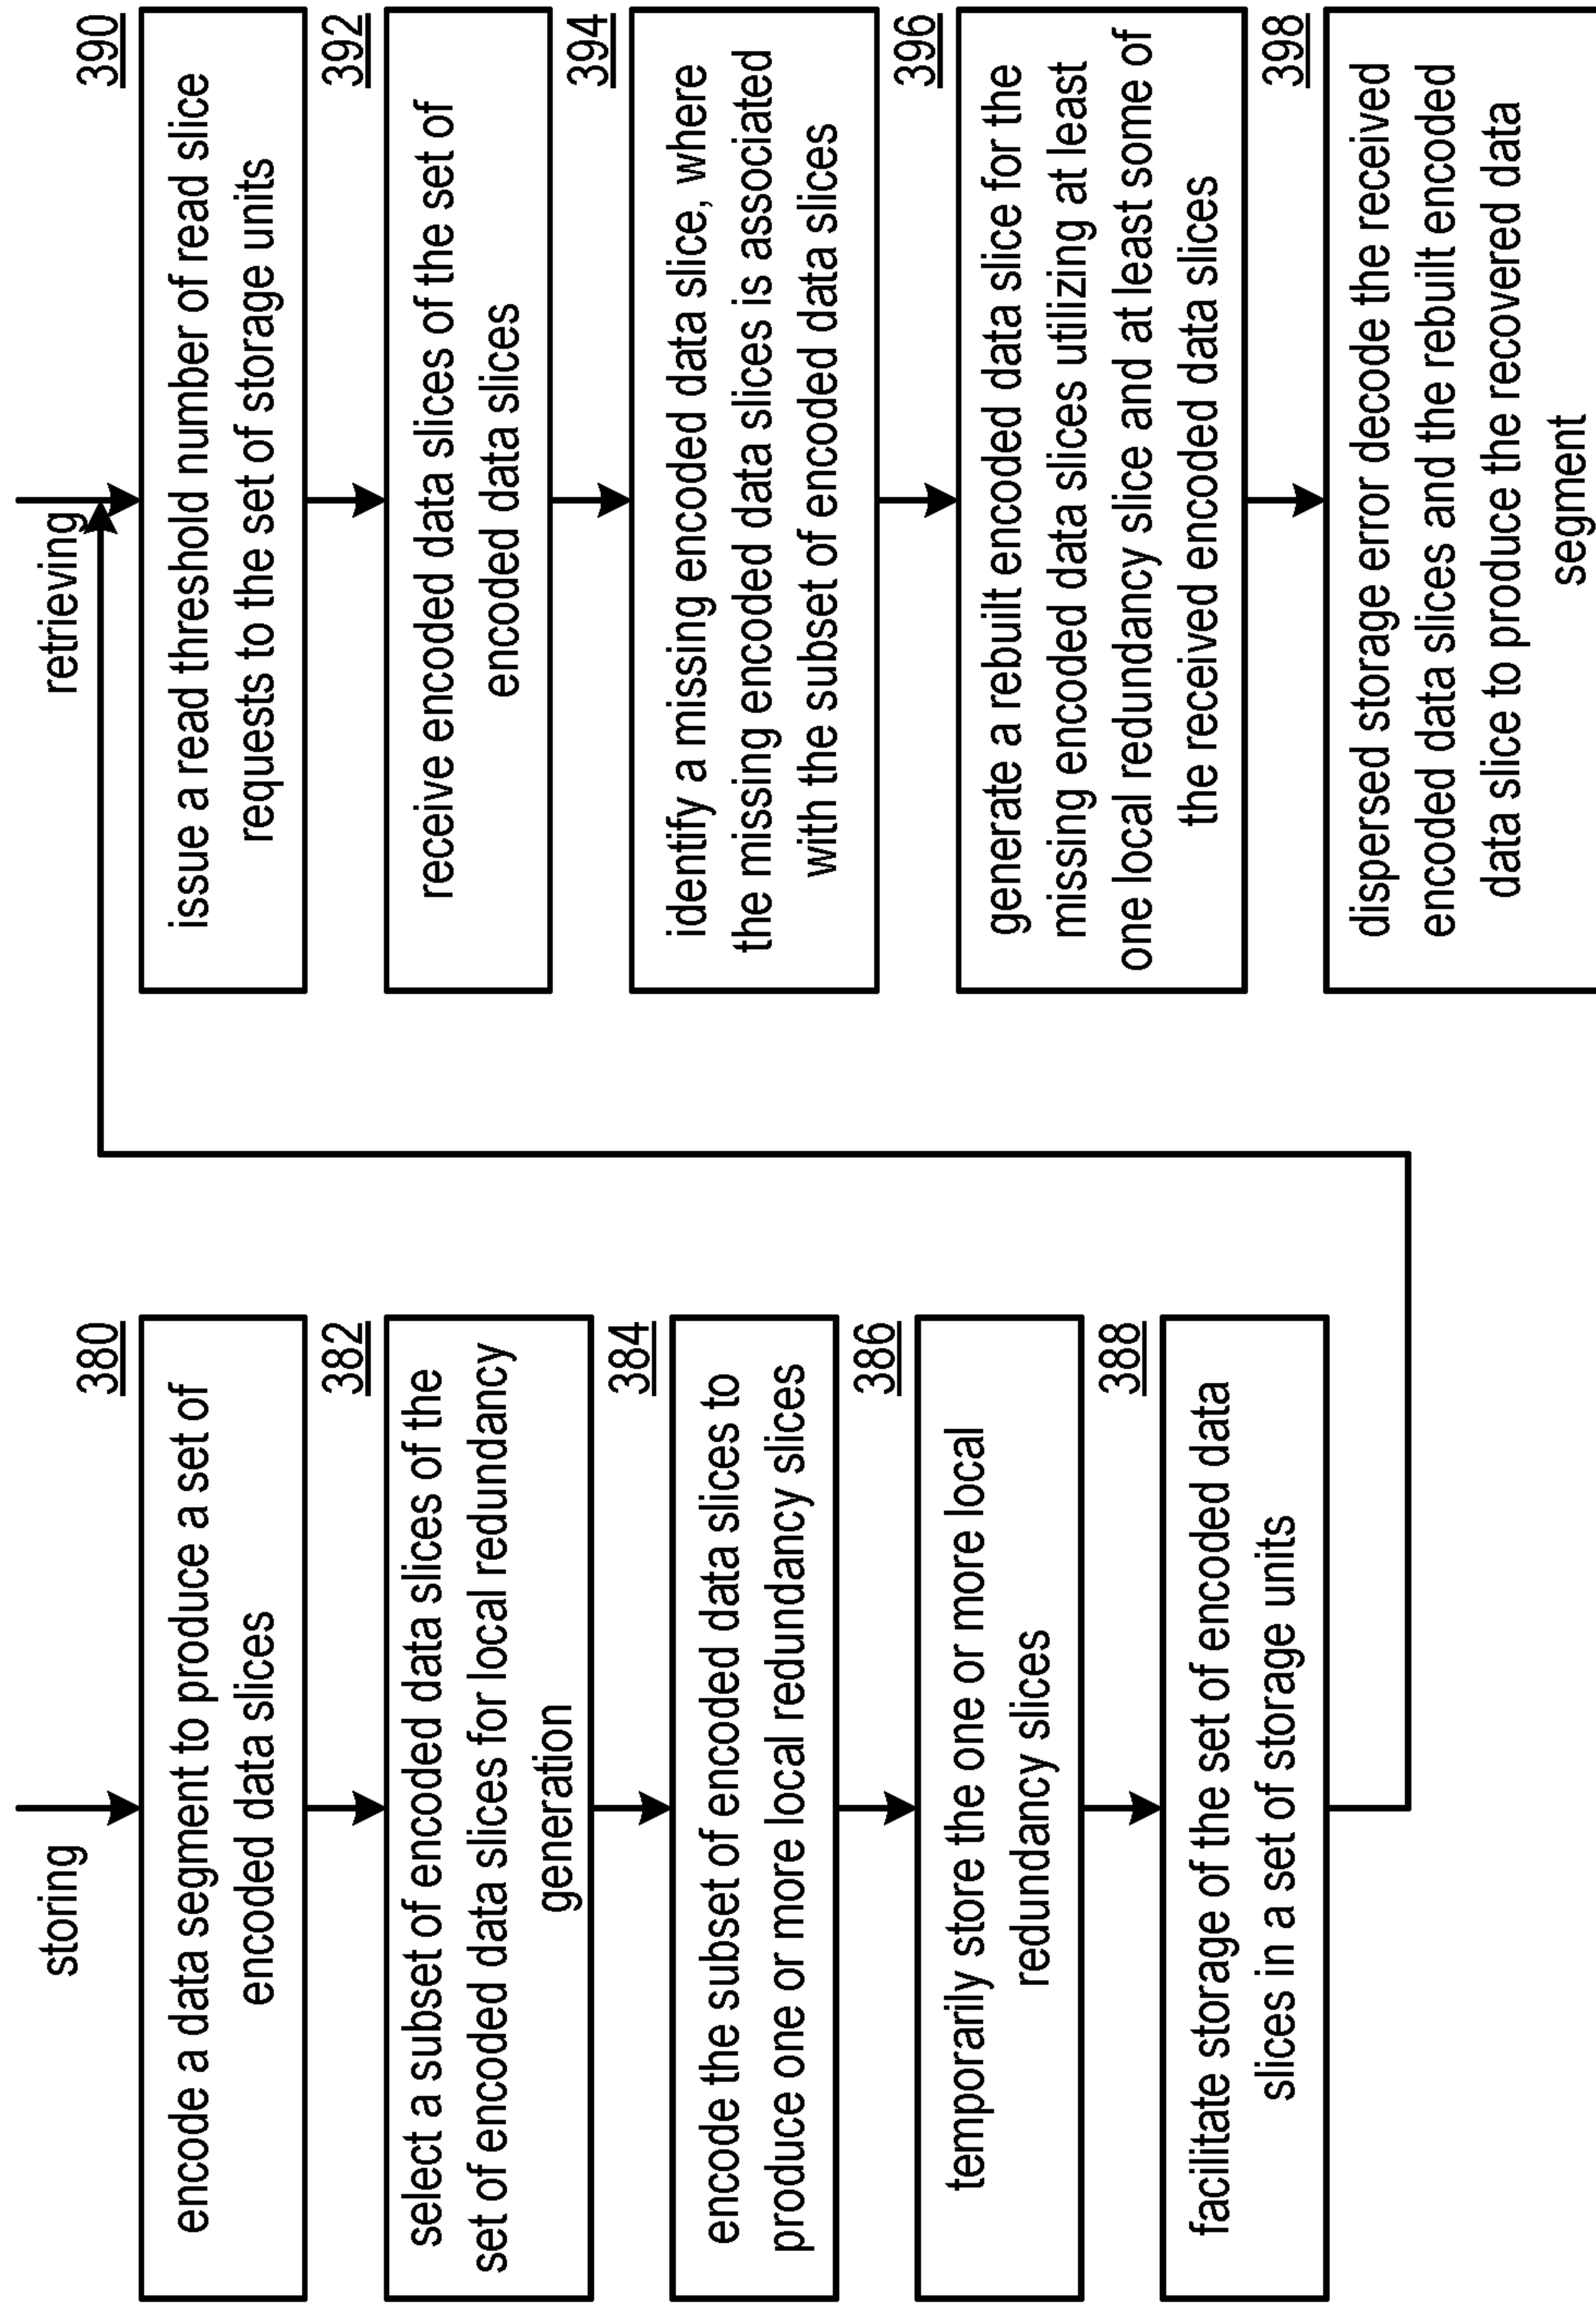 storing
380
encode a data segment to produce a set of
encoded data slices
382
select a subset of encoded data slices of the
set of encoded data slices for local redundancy
generation
384
encode the subset of encoded data slices to
produce one or more local redundancy slices
386
temporarily store the one or more local
redundancy slices
388
facilitate storage of the set of encoded data
slices in a set of storage units
retrieving
390
issue a read threshold number of read slice
requests to the set of storage units
392
receive encoded data slices of the set of
encoded data slices
394
identify a missing encoded data slice, where
the missing encoded data slices is associated
with the subset of encoded data slices
396
generate a rebuilt encoded data slice for the
missing encoded data slices utilizing at least
one local redundancy slice and at least some of
the received encoded data slices
398
dispersed storage error decode the received
encoded data slices and the rebuilt encoded
data slice to produce the recovered data
segment